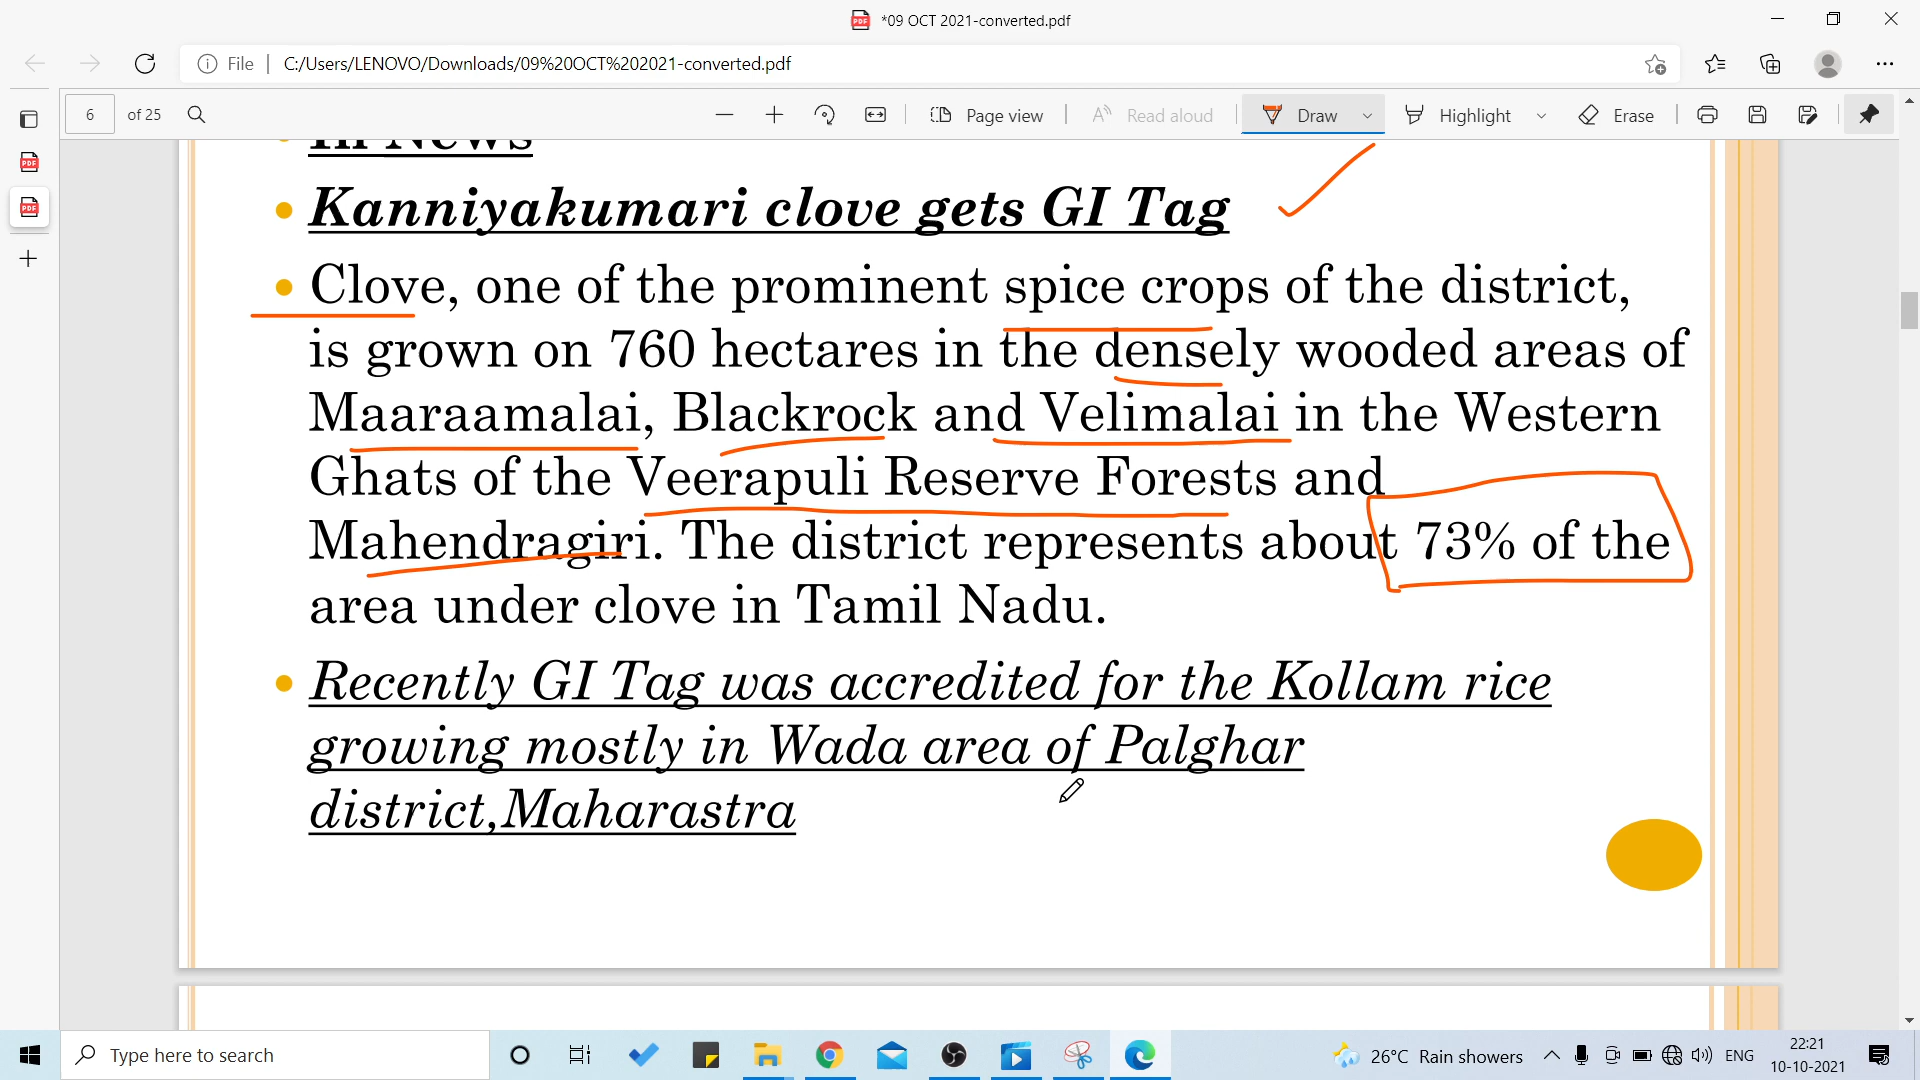 *09 OCT 2021-converted.pdf
File
C:/Users/LENOVO/Downloads/09%20OCT%202021-converted.pdf
6 of 25
Page view
Read aloud
Draw
Highlight
Erase
In News
Kanniyakumari clove gets GI Tag
Clove, one of the prominent spice crops of the district,
is grown on 760 hectares in the densely wooded areas of
Maaraamalai, Blackrock and Velimalai in the Western
Ghats of the Veerapuli Reserve Forests and
Mahendragiri. The district represents about 73% of the
area under clove in Tamil Nadu.
Recently GI Tag was accredited for the Kollam rice
growing mostly in Wada area of Palghar
district,Maharastra
Type here to search
26°C Rain showers
ENG
22:21
10-10-2021